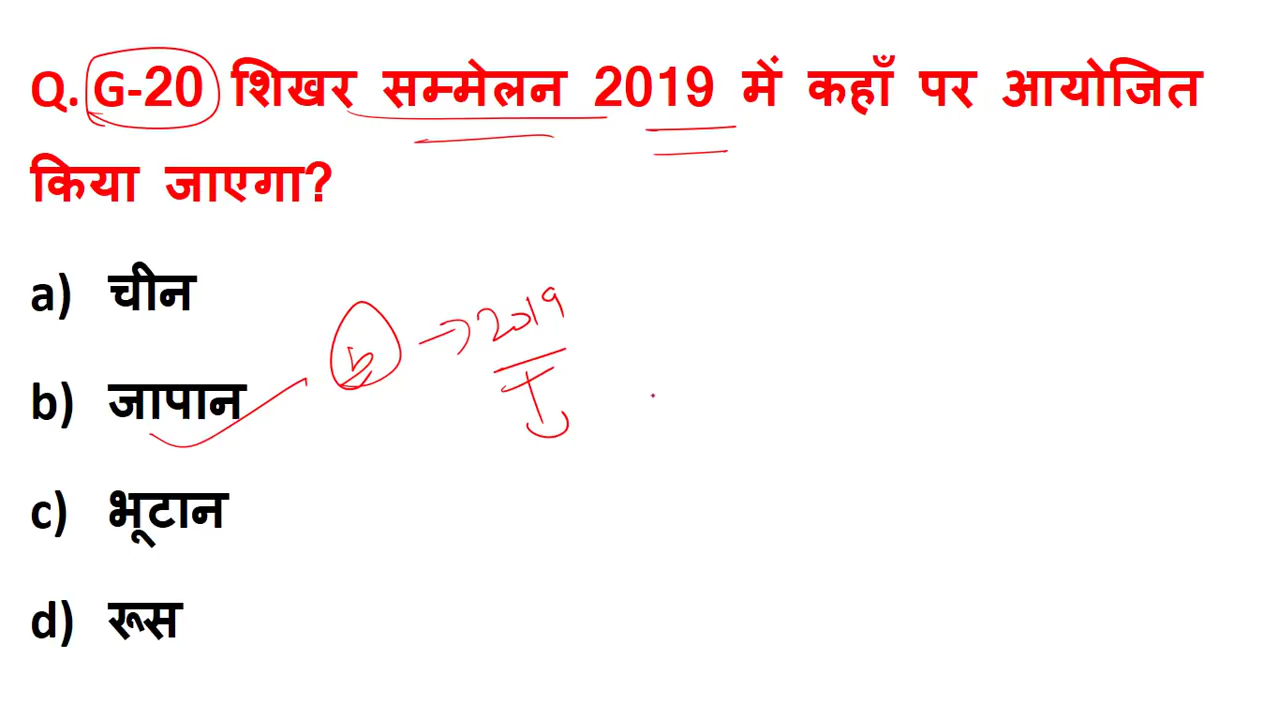 Q. G-20 शिखर सम्मेलन 2019 में कहाँ पर आयोजित
किया जाएगा?
a) चीन
b) जापान
b → 2019
c) भूटान
d) रूस